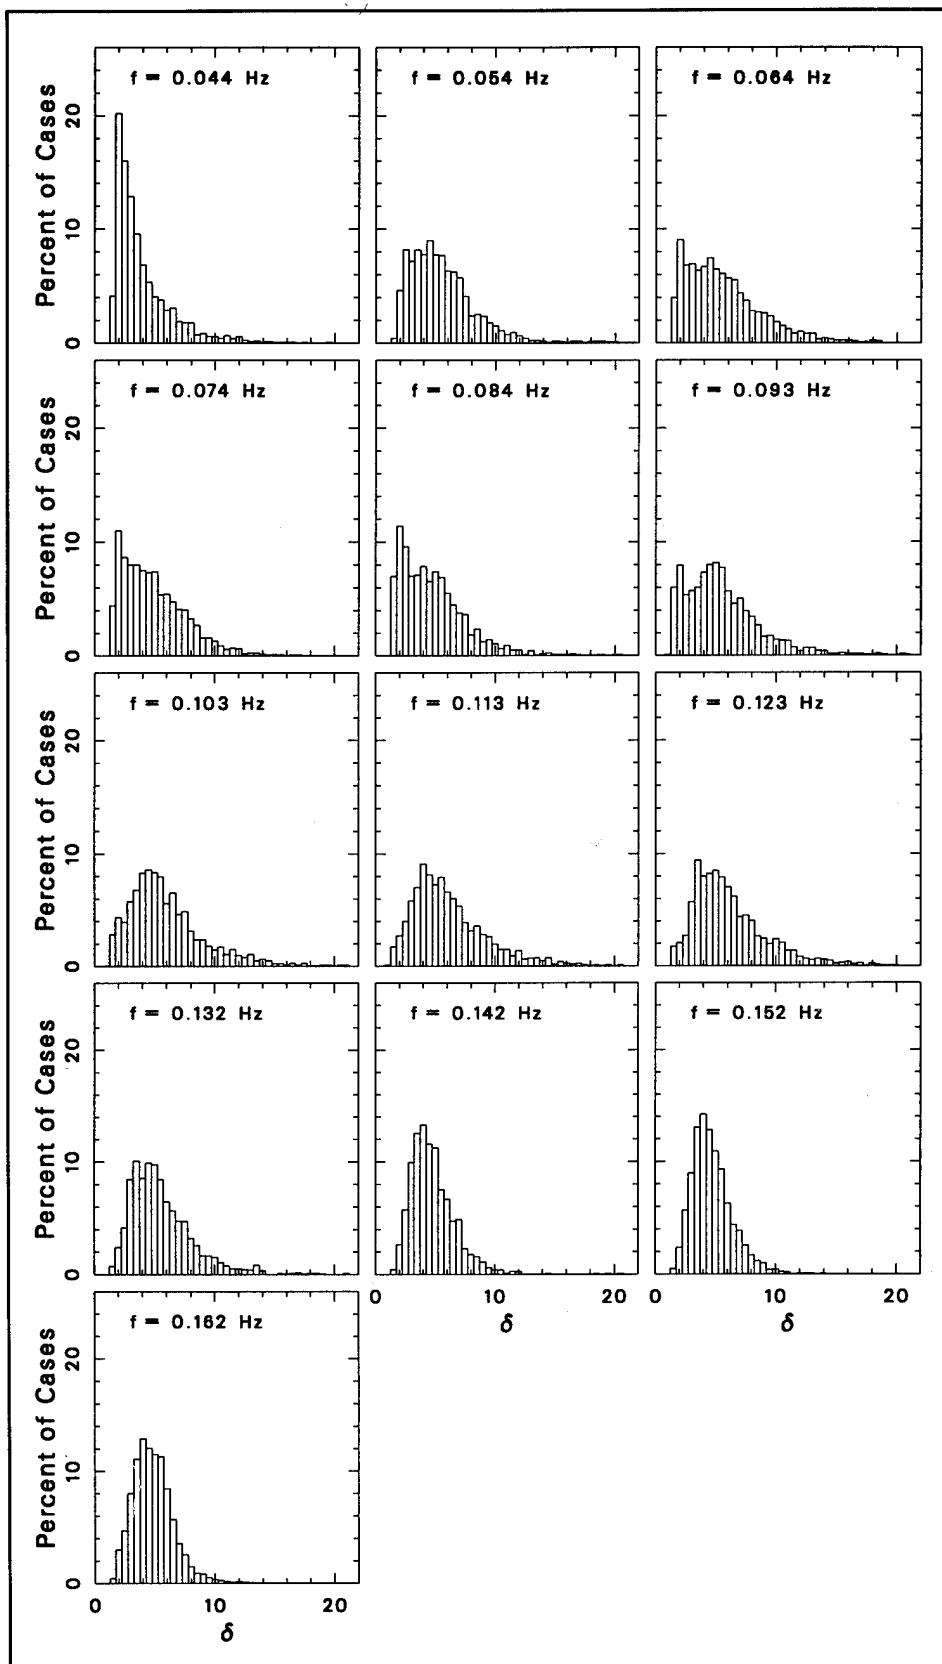 f = 0.044 Hz
f = 0.054 Hz
f = 0.064 Hz
Percent of Cases
20
10
0
f = 0.074 Hz
f = 0.084 Hz
f = 0.093 Hz
Percent of Cases
20
10
0
f = 0.103 Hz
f = 0.113 Hz
f = 0.123 Hz
Percent of Cases
20
10
0
f = 0.132 Hz
f = 0.142 Hz
f = 0.152 Hz
Percent of Cases
20
10
0
0 10 20
δ
0 10 20
δ
f = 0.162 Hz
Percent of Cases
20
10
0
0 10 20
δ